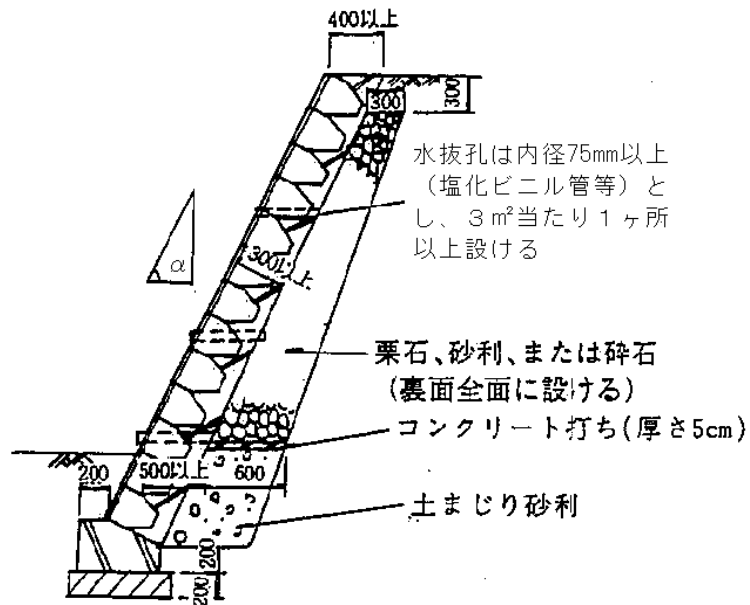 400以上
300
300
水抜孔は内径75mm以上
（塩化ビニル管等）と
し、３㎡当たり１ヶ所
以上設ける
α
300以上
栗石、砂利、または砕石
(裏面全面に設ける)
コンクリート打ち(厚さ5cm)
200
500以上
600
土まじり砂利
200
200